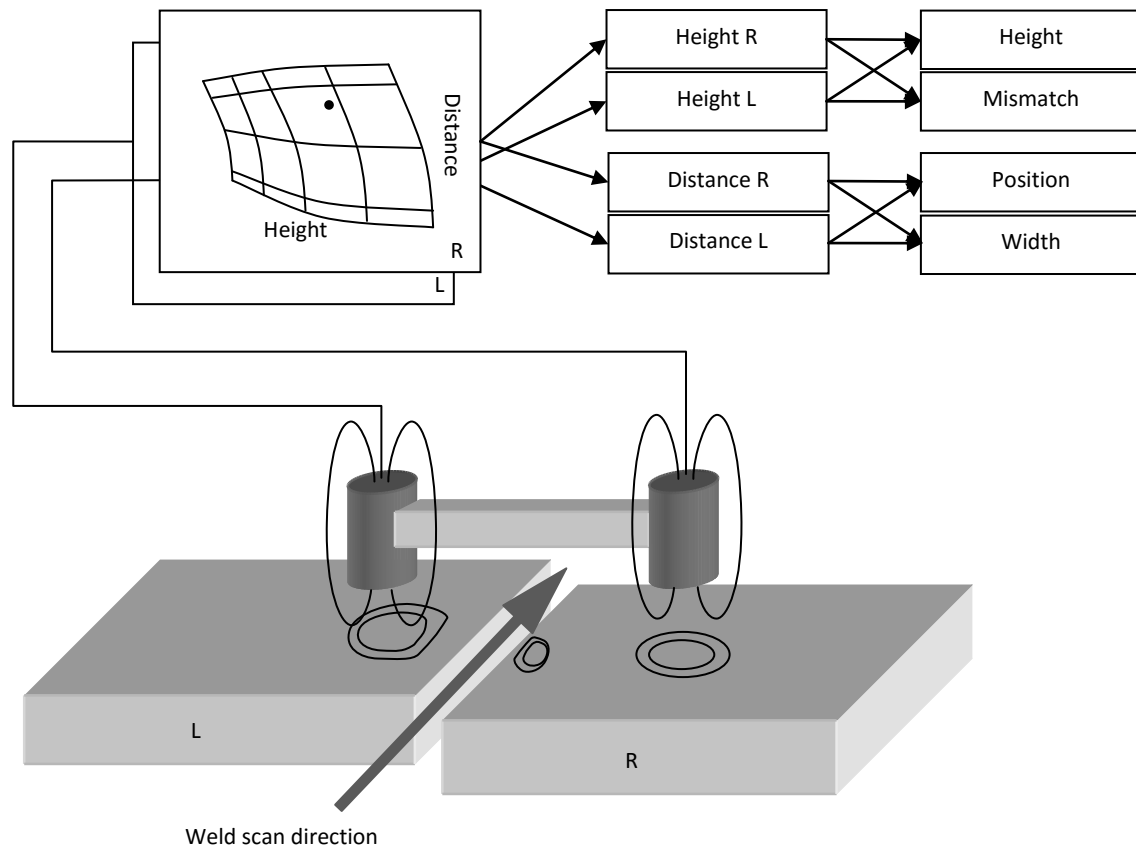 Height R
Height
Height L
Mismatch
Distance
Distance R
Position
Height
Distance L
Width
R
L
L
R
Weld scan direction